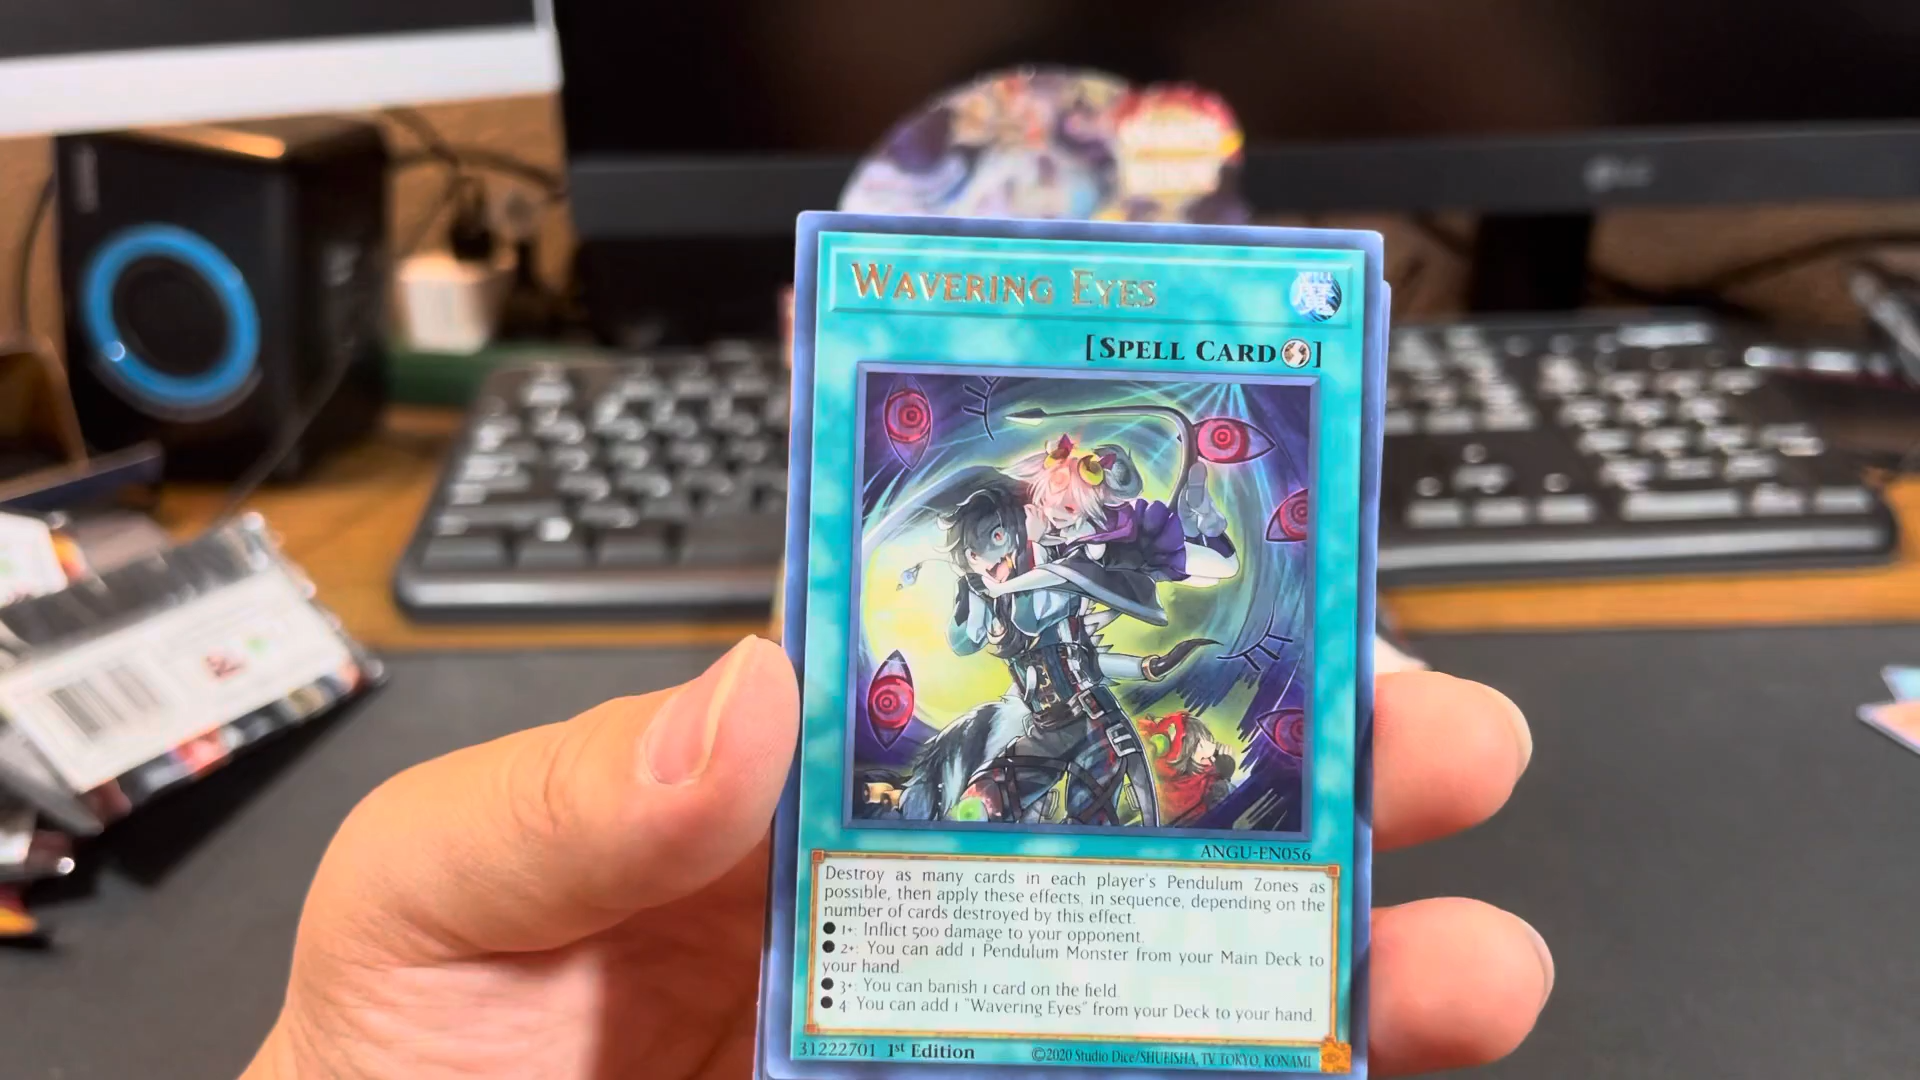 WAVERING EYES
[SPELL CARD]
ANGU-EN056
Destroy as many cards in each player's Pendulum Zones as
possible, then apply these effects, in sequence, depending on the
number of cards destroyed by this effect.
● 1+: Inflict 500 damage to your opponent.
● 2+: You can add 1 Pendulum Monster from your Main Deck to
your hand.
● 3+: You can banish 1 card on the field.
● 4: You can add 1 "Wavering Eyes" from your Deck to your hand.
31222701 1st Edition ©2020 Studio Dice/SHUEISHA, TV TOKYO, KONAMI